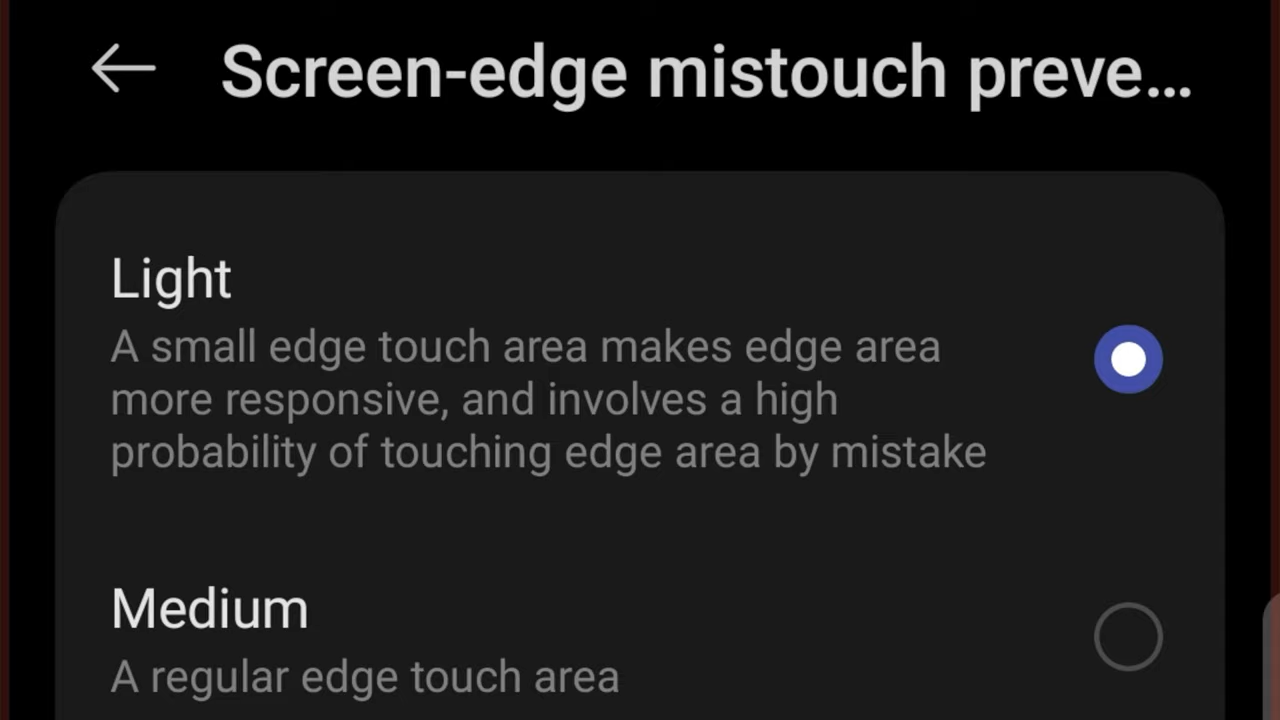 Screen-edge mistouch preve...
Light
A small edge touch area makes edge area
more responsive, and involves a high
probability of touching edge area by mistake
Medium
A regular edge touch area